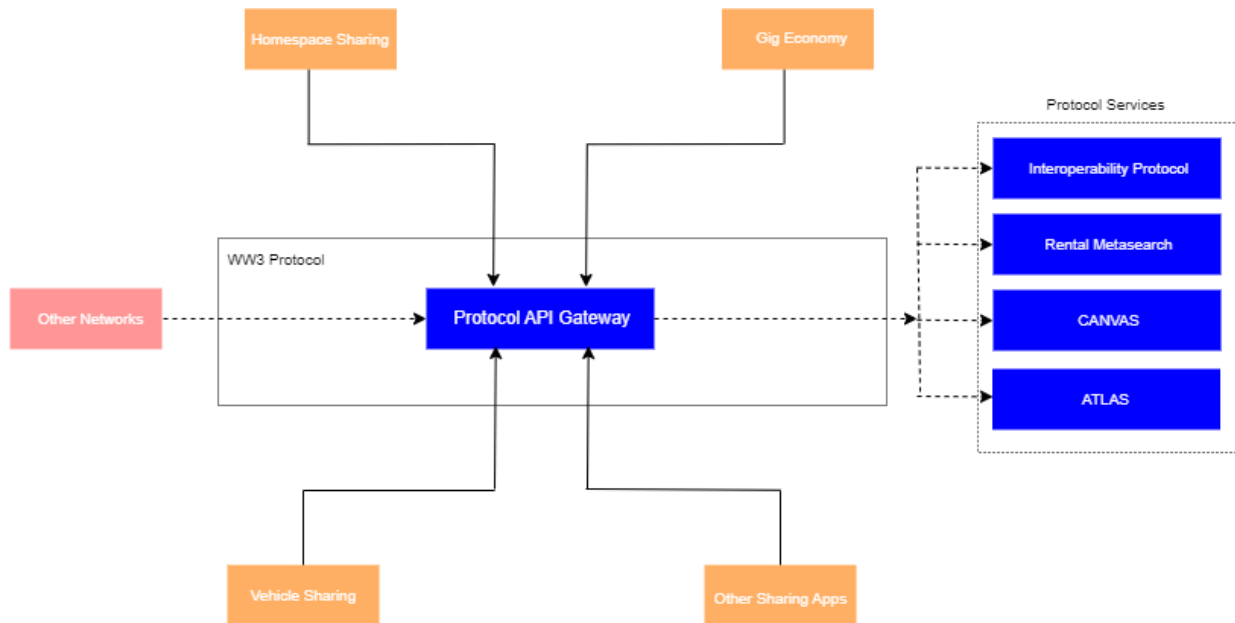 Homespace Sharing
Gig Economy
Protocol Services
Interoperability Protocol
Rental Metasearch
WW3 Protocol
Other Networks
Protocol API Gateway
CANVAS
ATLAS
Vehicle Sharing
Other Sharing Apps